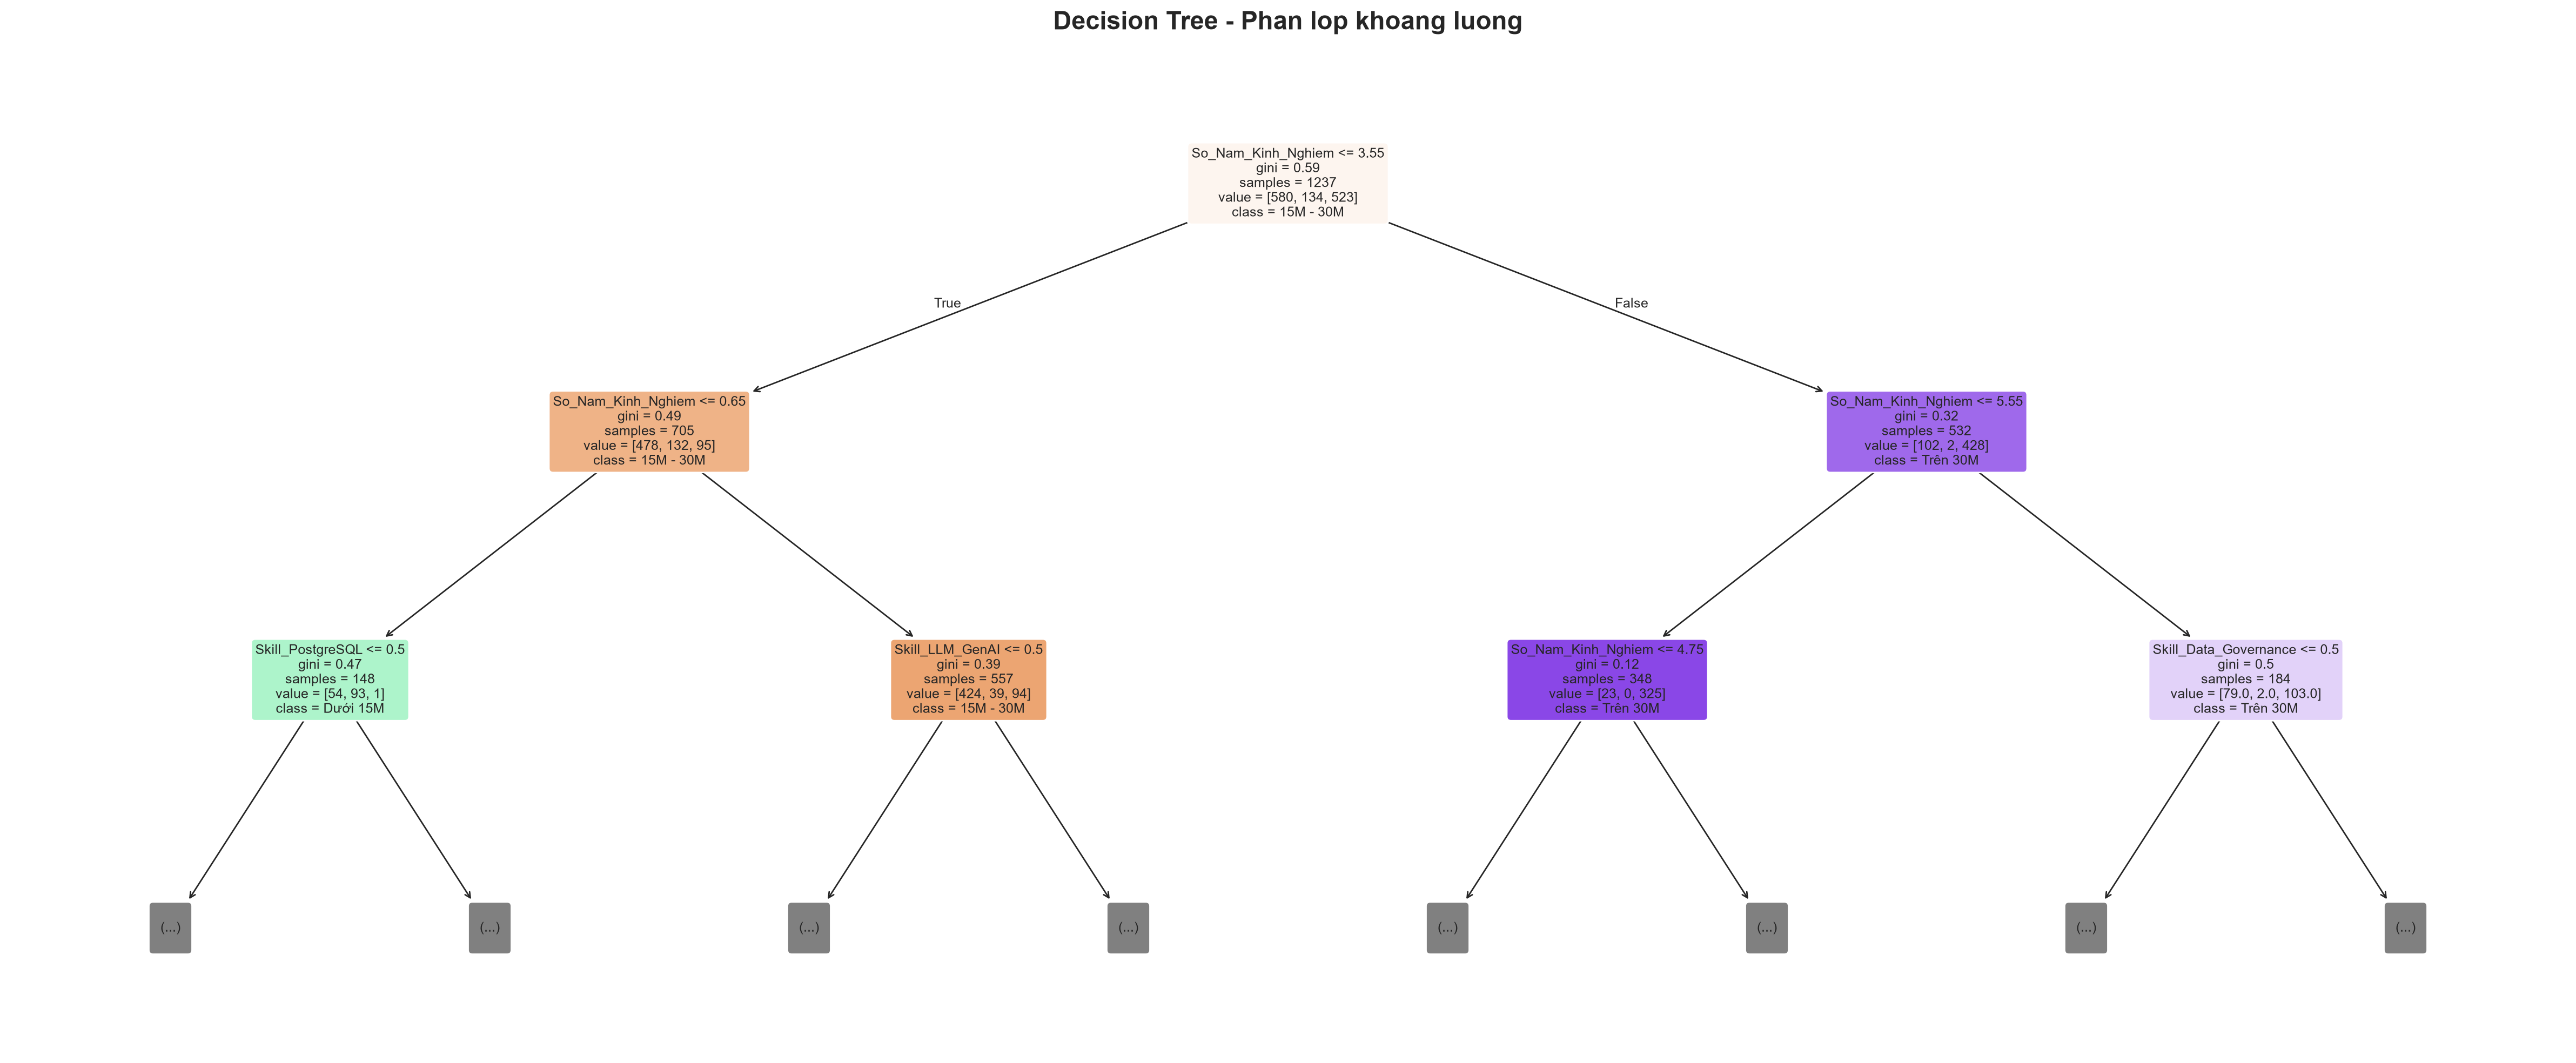 Decision Tree - Phan lop khoang luong
So_Nam_Kinh_Nghiem <= 3.55
gini = 0.59
samples = 1237
value = [580, 134, 523]
class = 15M - 30M
True
False
So_Nam_Kinh_Nghiem <= 0.65
gini = 0.49
samples = 705
value = [478, 132, 95]
class = 15M - 30M
So_Nam_Kinh_Nghiem <= 5.55
gini = 0.32
samples = 532
value = [102, 2, 428]
class = Trên 30M
Skill_PostgreSQL <= 0.5
gini = 0.47
samples = 148
value = [54, 93, 1]
class = Dưới 15M
Skill_LLM_GenAI <= 0.5
gini = 0.39
samples = 557
value = [424, 39, 94]
class = 15M - 30M
So_Nam_Kinh_Nghiem <= 4.75
gini = 0.12
samples = 348
value = [23, 0, 325]
class = Trên 30M
Skill_Data_Governance <= 0.5
gini = 0.5
samples = 184
value = [79.0, 2.0, 103.0]
class = Trên 30M
(...)
(...)
(...)
(...)
(...)
(...)
(...)
(...)